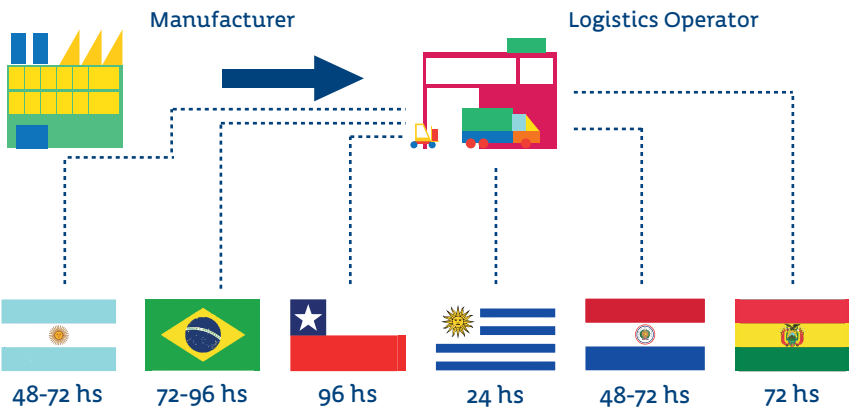 Manufacturer
Logistics Operator
48-72 hs
72-96 hs
96 hs
24 hs
48-72 hs
72 hs